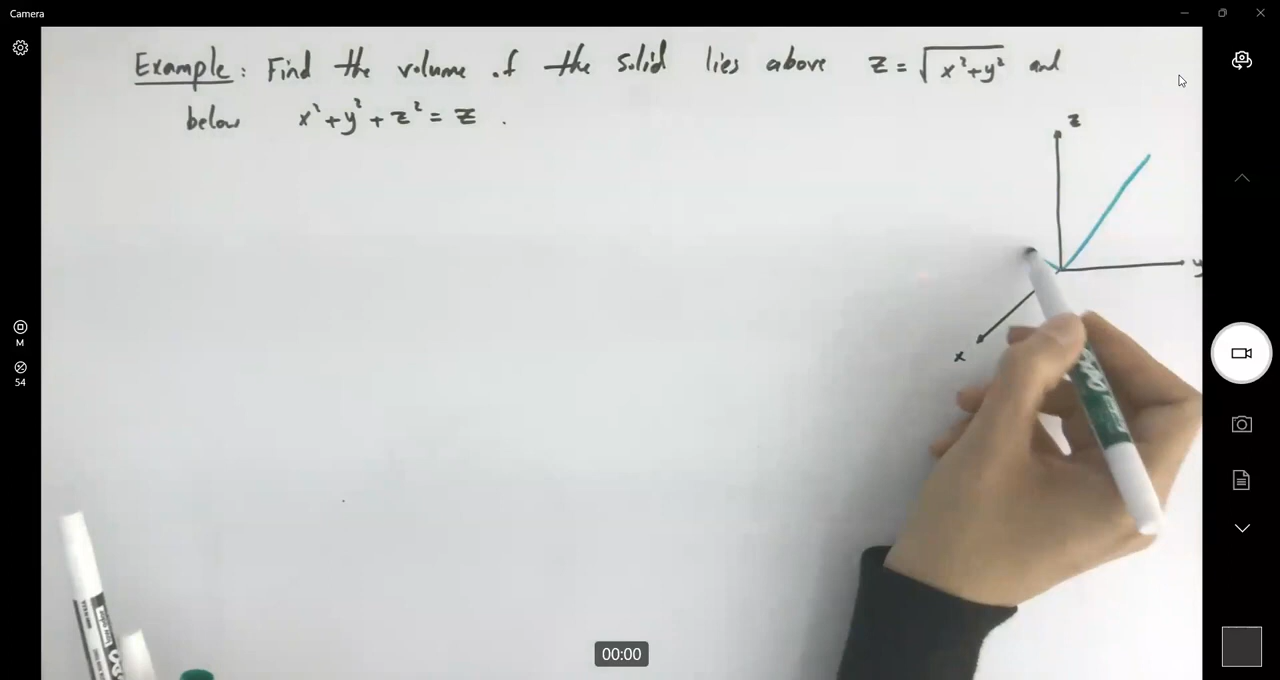 Camera
Example: Find the volume of the solid lies above z = √x²+y² and
below x²+y²+z² = z .
z
y
x
M
54
00:00